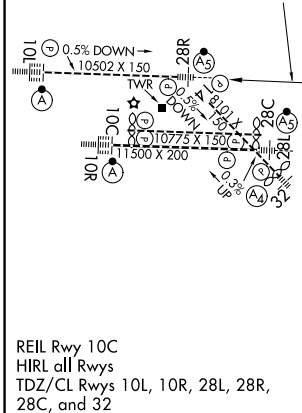 10L
P
0.5% DOWN
10502 X 150
28R
A5
P
A
TWR
P
0.5%
DOWN
8101 X 150
10C
P
10775 X 150
P
28C
A5
10R
11500 X 200
P
28L
A
0.3%
UP
A4
P
32
REIL Rwy 10C
HIRL all Rwys
TDZ/CL Rwys 10L, 10R, 28L, 28R,
28C, and 32